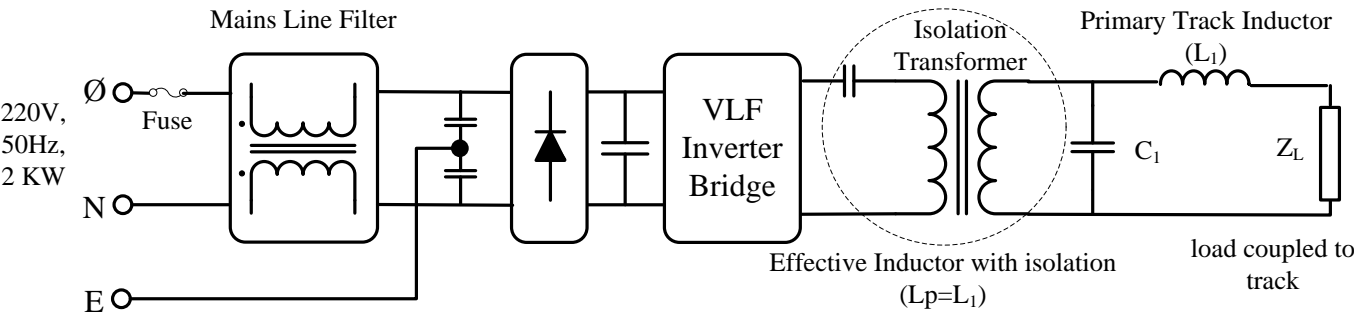 Mains Line Filter
Isolation
Transformer
Primary Track Inductor
(L₁)
Ø
Fuse
220V,
50Hz,
2 KW
N
E
VLF
Inverter
Bridge
C₁
Z_L
Effective Inductor with isolation
(Lp=L₁)
load coupled to
track